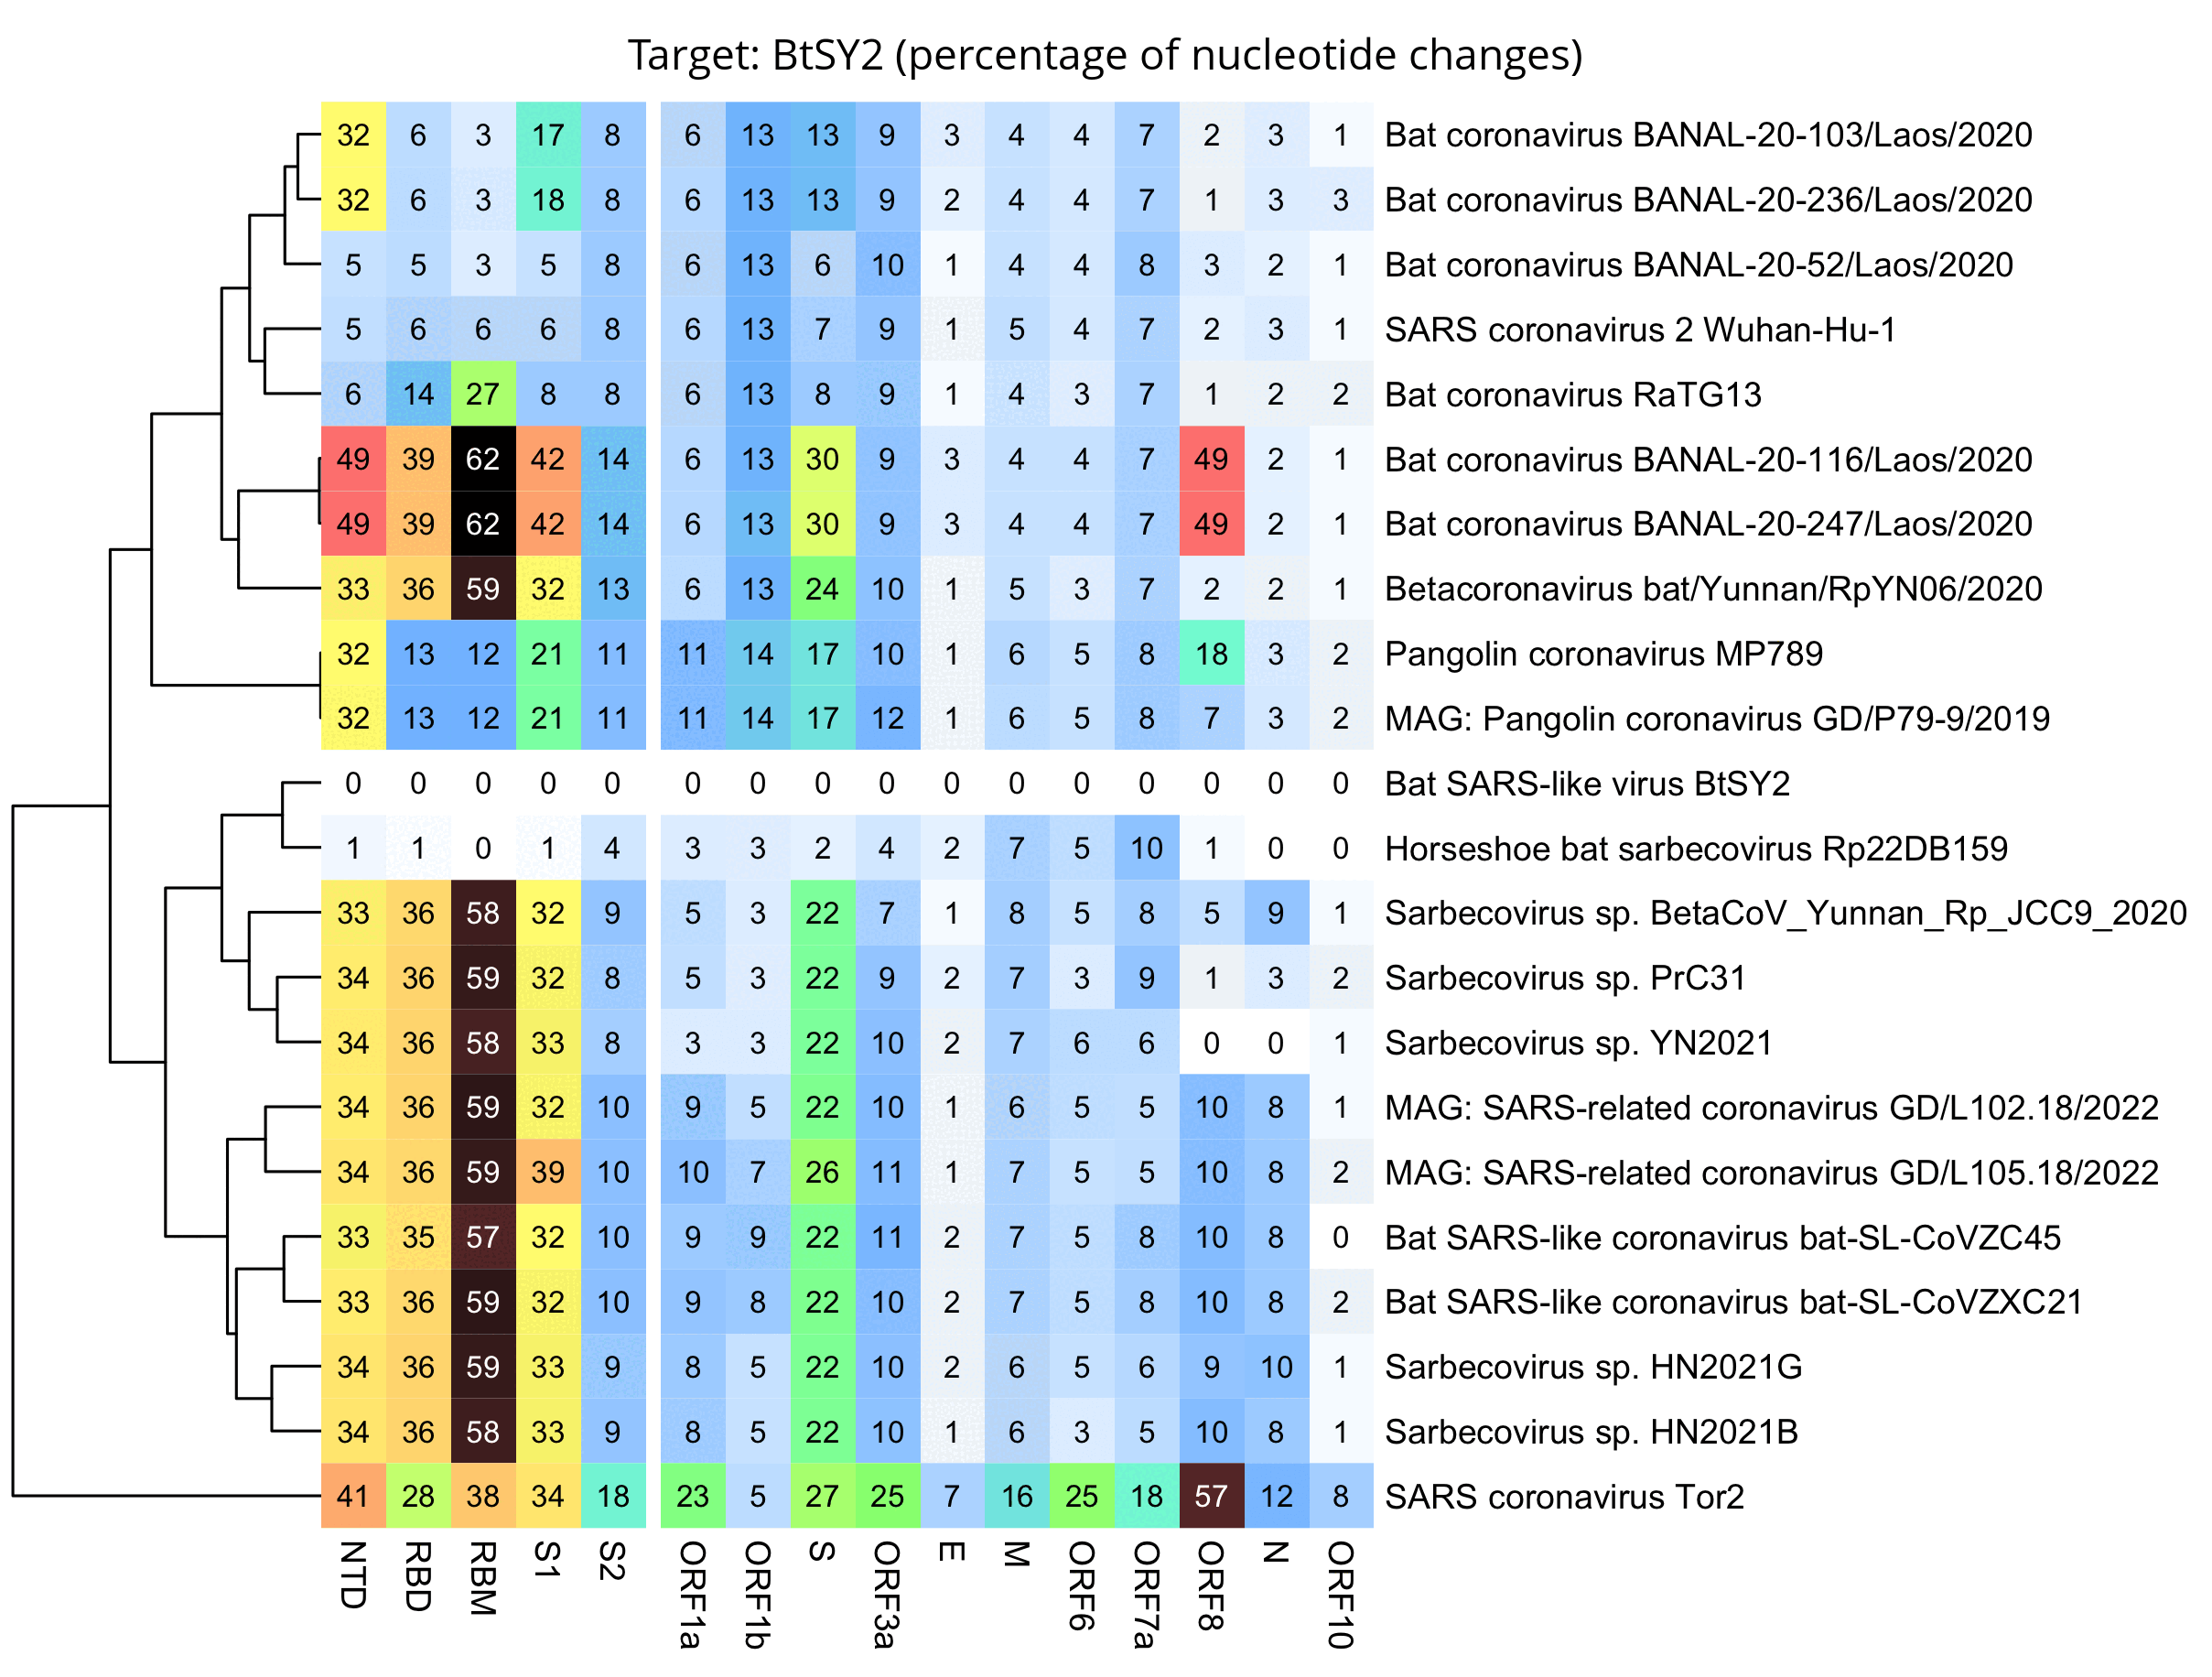 Target: BtSY2 (percentage of nucleotide changes)
32 6 3 17 8 6 13 13 9 3 4 4 7 2 3 1 Bat coronavirus BANAL-20-103/Laos/2020
32 6 3 18 8 6 13 13 9 2 4 4 7 1 3 3 Bat coronavirus BANAL-20-236/Laos/2020
5 5 3 5 8 6 13 6 10 1 4 4 8 3 2 1 Bat coronavirus BANAL-20-52/Laos/2020
5 6 6 6 8 6 13 7 9 1 5 4 7 2 3 1 SARS coronavirus 2 Wuhan-Hu-1
6 14 27 8 8 6 13 8 9 1 4 3 7 1 2 2 Bat coronavirus RaTG13
49 39 62 42 14 6 13 30 9 3 4 4 7 49 2 1 Bat coronavirus BANAL-20-116/Laos/2020
49 39 62 42 14 6 13 30 9 3 4 4 7 49 2 1 Bat coronavirus BANAL-20-247/Laos/2020
33 36 59 32 13 6 13 24 10 1 5 3 7 2 2 1 Betacoronavirus bat/Yunnan/RpYN06/2020
32 13 12 21 11 11 14 17 10 1 6 5 8 18 3 2 Pangolin coronavirus MP789
32 13 12 21 11 11 14 17 12 1 6 5 8 7 3 2 MAG: Pangolin coronavirus GD/P79-9/2019
0 0 0 0 0 0 0 0 0 0 0 0 0 0 0 0 Bat SARS-like virus BtSY2
1 1 0 1 4 3 3 2 4 2 7 5 10 1 0 0 Horseshoe bat sarbecovirus Rp22DB159
33 36 58 32 9 5 3 22 7 1 8 5 8 5 9 1 Sarbecovirus sp. BetaCoV_Yunnan_Rp_JCC9_2020
34 36 59 32 8 5 3 22 9 2 7 3 9 1 3 2 Sarbecovirus sp. PrC31
34 36 58 33 8 3 3 22 10 2 7 6 6 0 0 1 Sarbecovirus sp. YN2021
34 36 59 32 10 9 5 22 10 1 6 5 5 10 8 1 MAG: SARS-related coronavirus GD/L102.18/2022
34 36 59 39 10 10 7 26 11 1 7 5 5 10 8 2 MAG: SARS-related coronavirus GD/L105.18/2022
33 35 57 32 10 9 9 22 11 2 7 5 8 10 8 0 Bat SARS-like coronavirus bat-SL-CoVZC45
33 36 59 32 10 9 8 22 10 2 7 5 8 10 8 2 Bat SARS-like coronavirus bat-SL-CoVZXC21
34 36 59 33 9 8 5 22 10 2 6 5 6 9 10 1 Sarbecovirus sp. HN2021G
34 36 58 33 9 8 5 22 10 1 6 3 5 10 8 1 Sarbecovirus sp. HN2021B
41 28 38 34 18 23 5 27 25 7 16 25 18 57 12 8 SARS coronavirus Tor2
NTD RBD RBM S1 S2 ORF1a ORF1b S ORF3a E M ORF6 ORF7a ORF8 N ORF10